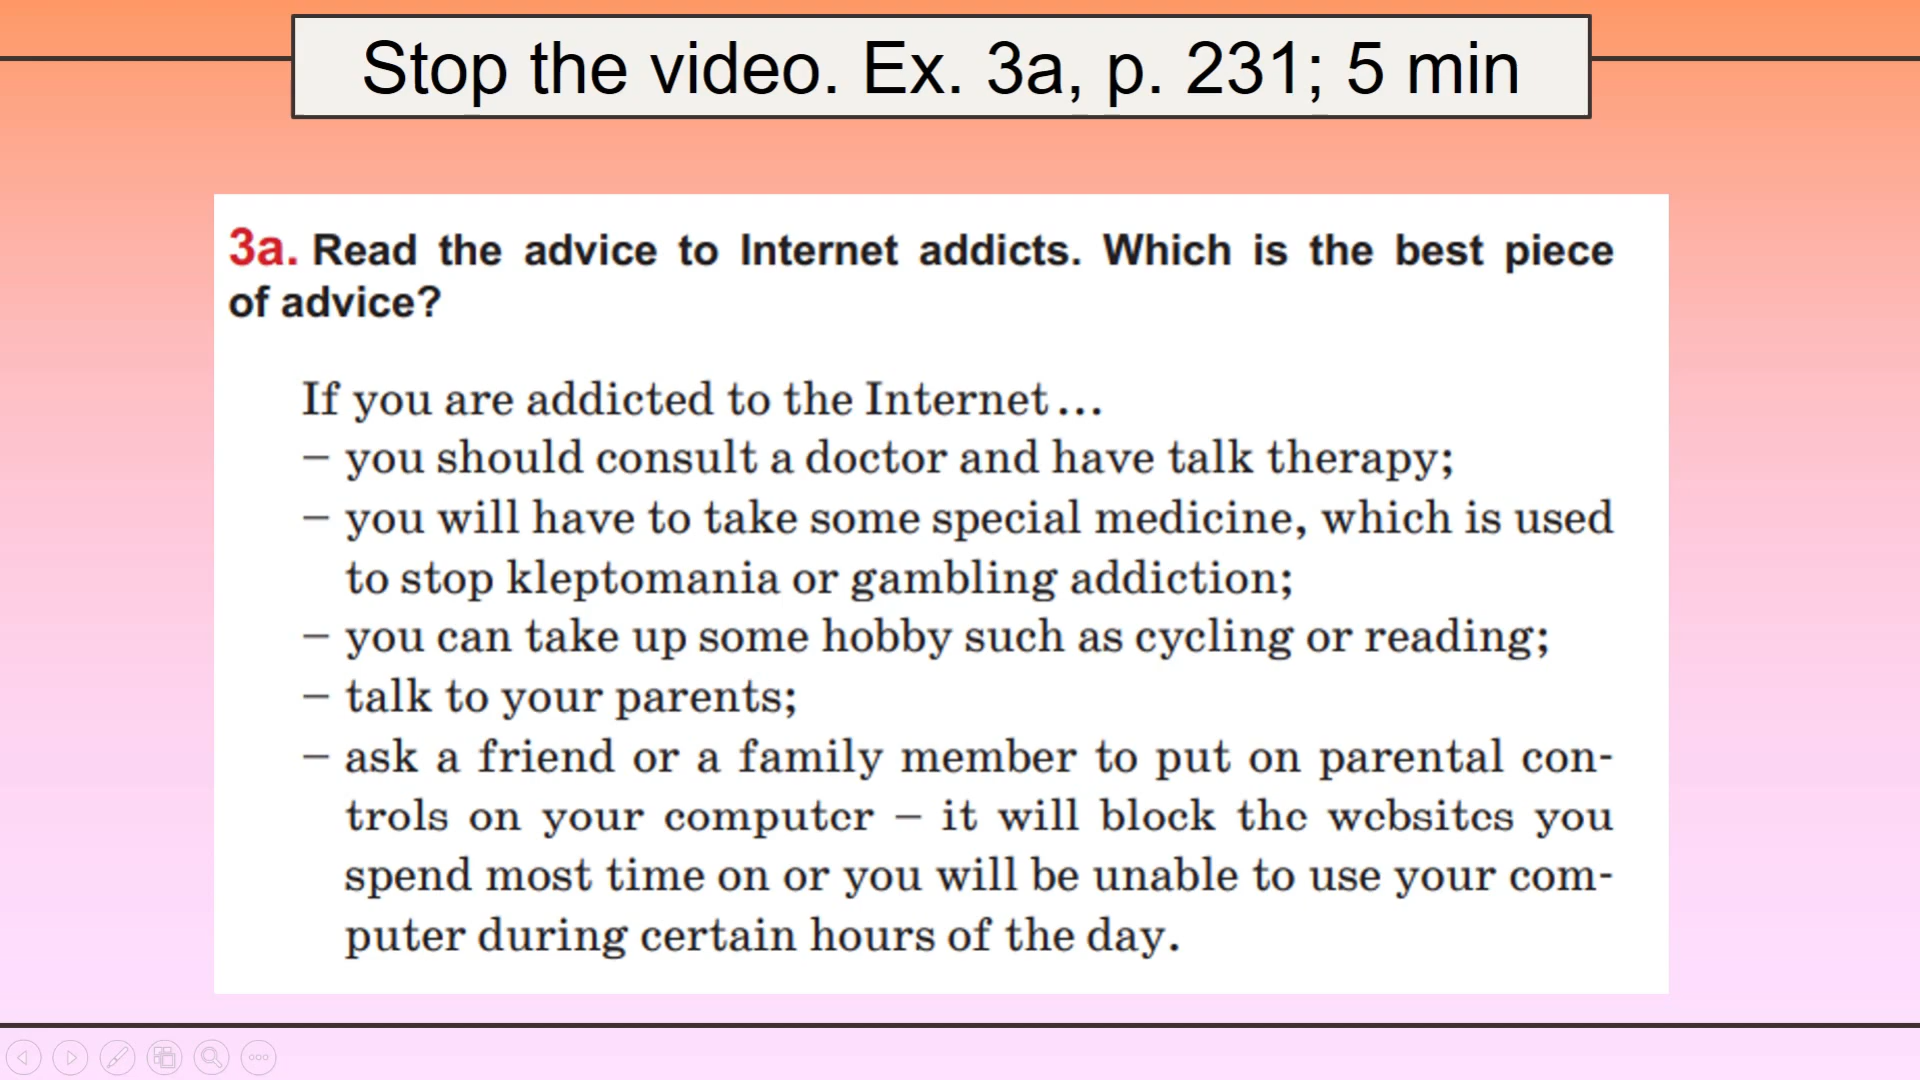 Stop the video. Ex. 3a, p. 231; 5 min
3a. Read the advice to Internet addicts. Which is the best piece
of advice?
If you are addicted to the Internet...
– you should consult a doctor and have talk therapy;
– you will have to take some special medicine, which is used
to stop kleptomania or gambling addiction;
– you can take up some hobby such as cycling or reading;
– talk to your parents;
– ask a friend or a family member to put on parental con-
trols on your computer – it will block the websites you
spend most time on or you will be unable to use your com-
puter during certain hours of the day.